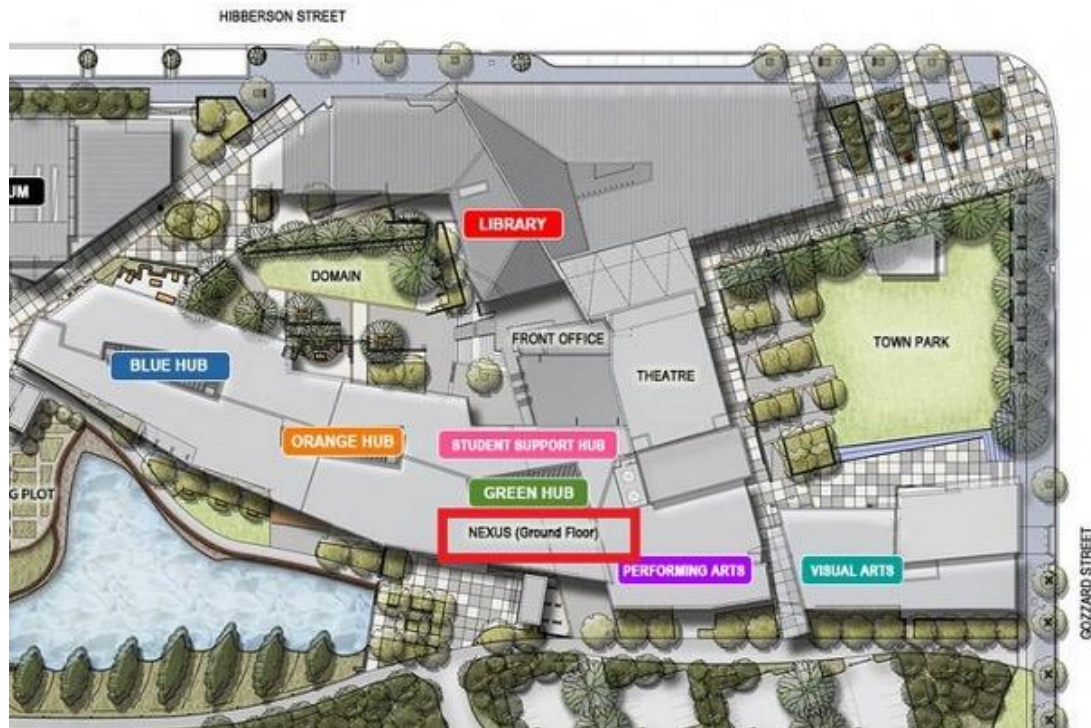 HIBBERSON STREET
UM
LIBRARY
DOMAIN
FRONT OFFICE
TOWN PARK
BLUE HUB
THEATRE
ORANGE HUB
STUDENT SUPPORT HUB
G PLOT
GREEN HUB
NEXUS (Ground Floor)
PERFORMING ARTS
VISUAL ARTS
GOZZARD STREET